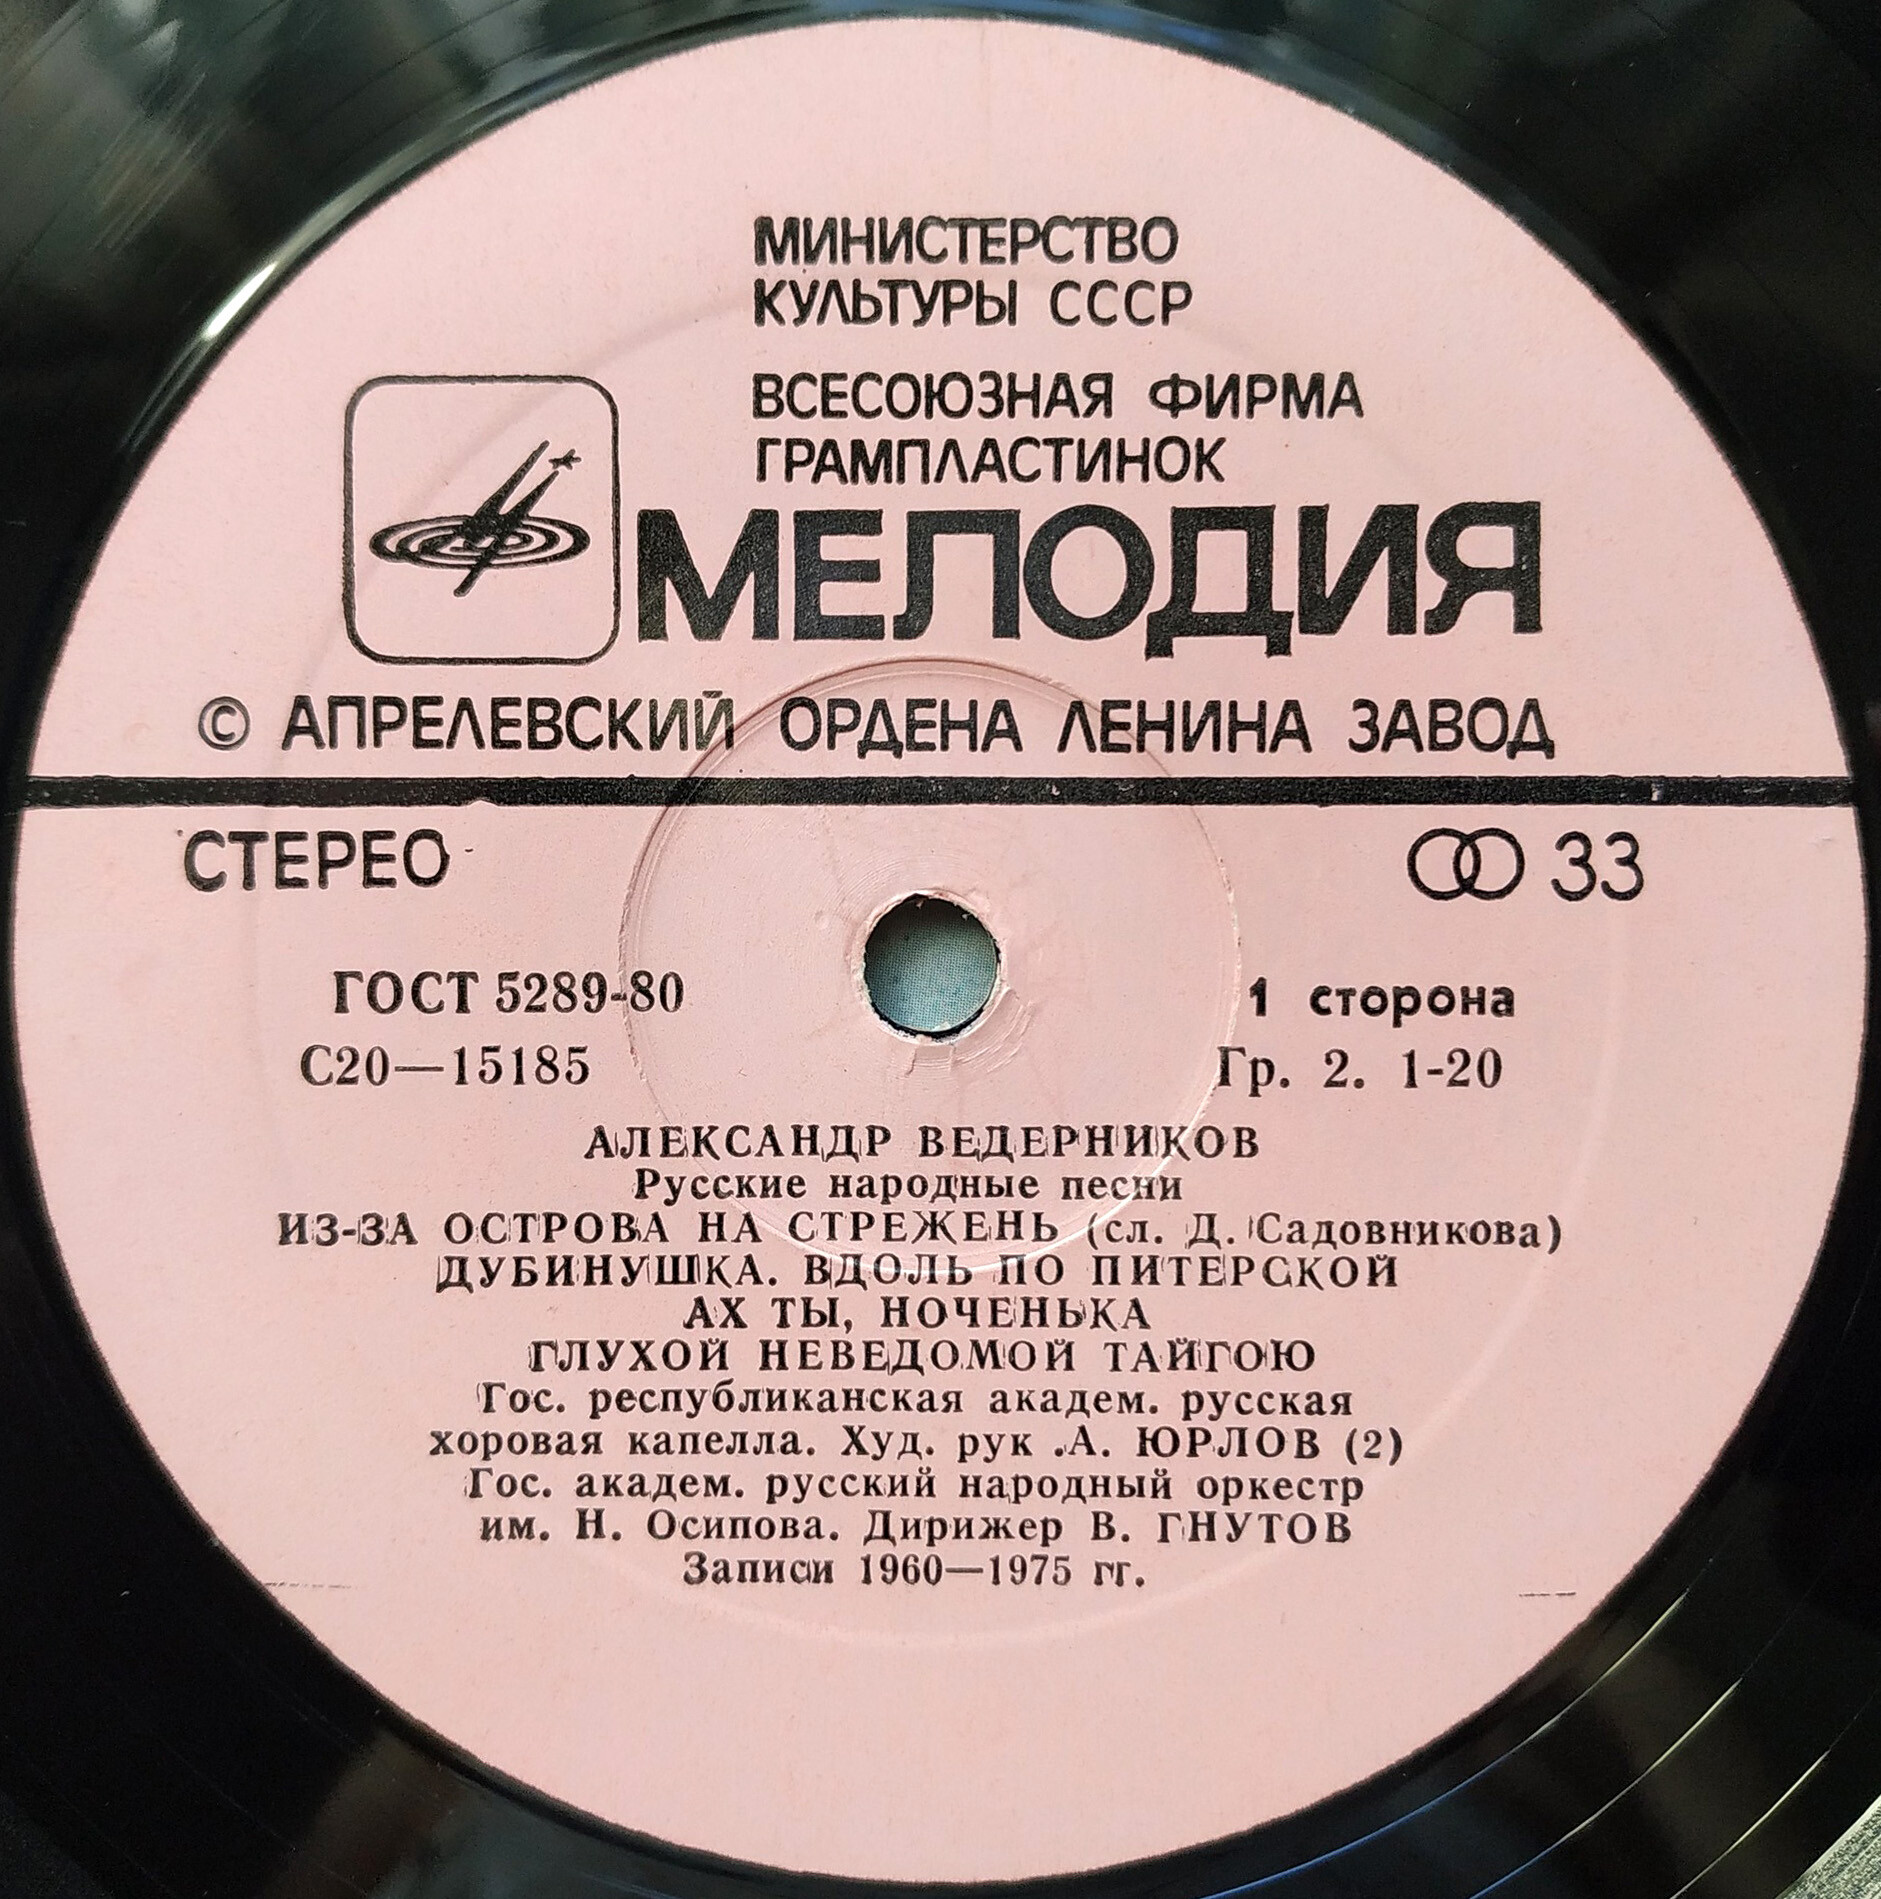 МИНИСТЕРСТВО
КУЛЬТУРЫ СССР
ВСЕСОЮЗНАЯ ФИРМА
ГРАМПЛАСТИНОК
МЕЛОДИЯ
© АПРЕЛЕВСКИЙ ОРДЕНА ЛЕНИНА ЗАВОД
СТЕРЕО 33
ГОСТ 5289-80 1 сторона
С20—15185 Гр. 2. 1-20
АЛЕКСАНДР ВЕДЕРНИКОВ
Русские народные песни
ИЗ-ЗА ОСТРОВА НА СТРЕЖЕНЬ (сл. Д. Садовникова)
ДУБИНУШКА. ВДОЛЬ ПО ПИТЕРСКОЙ
АХ ТЫ, НОЧЕНЬКА
ГЛУХОЙ НЕВЕДОМОЙ ТАЙГОЮ
Гос. республиканская академ. русская
хоровая капелла. Худ. рук .А. ЮРЛОВ (2)
Гос. академ. русский народный оркестр
им. Н. Осипова. Дирижер В. ГНУТОВ
Записи 1960—1975 гг.